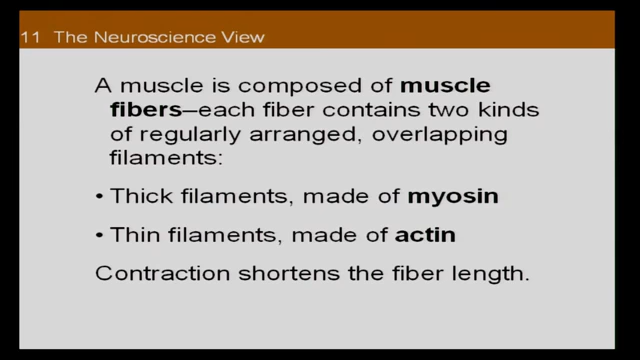 11 The Neuroscience View
A muscle is composed of muscle
fibers—each fiber contains two kinds
of regularly arranged, overlapping
filaments:
• Thick filaments, made of myosin
• Thin filaments, made of actin
Contraction shortens the fiber length.